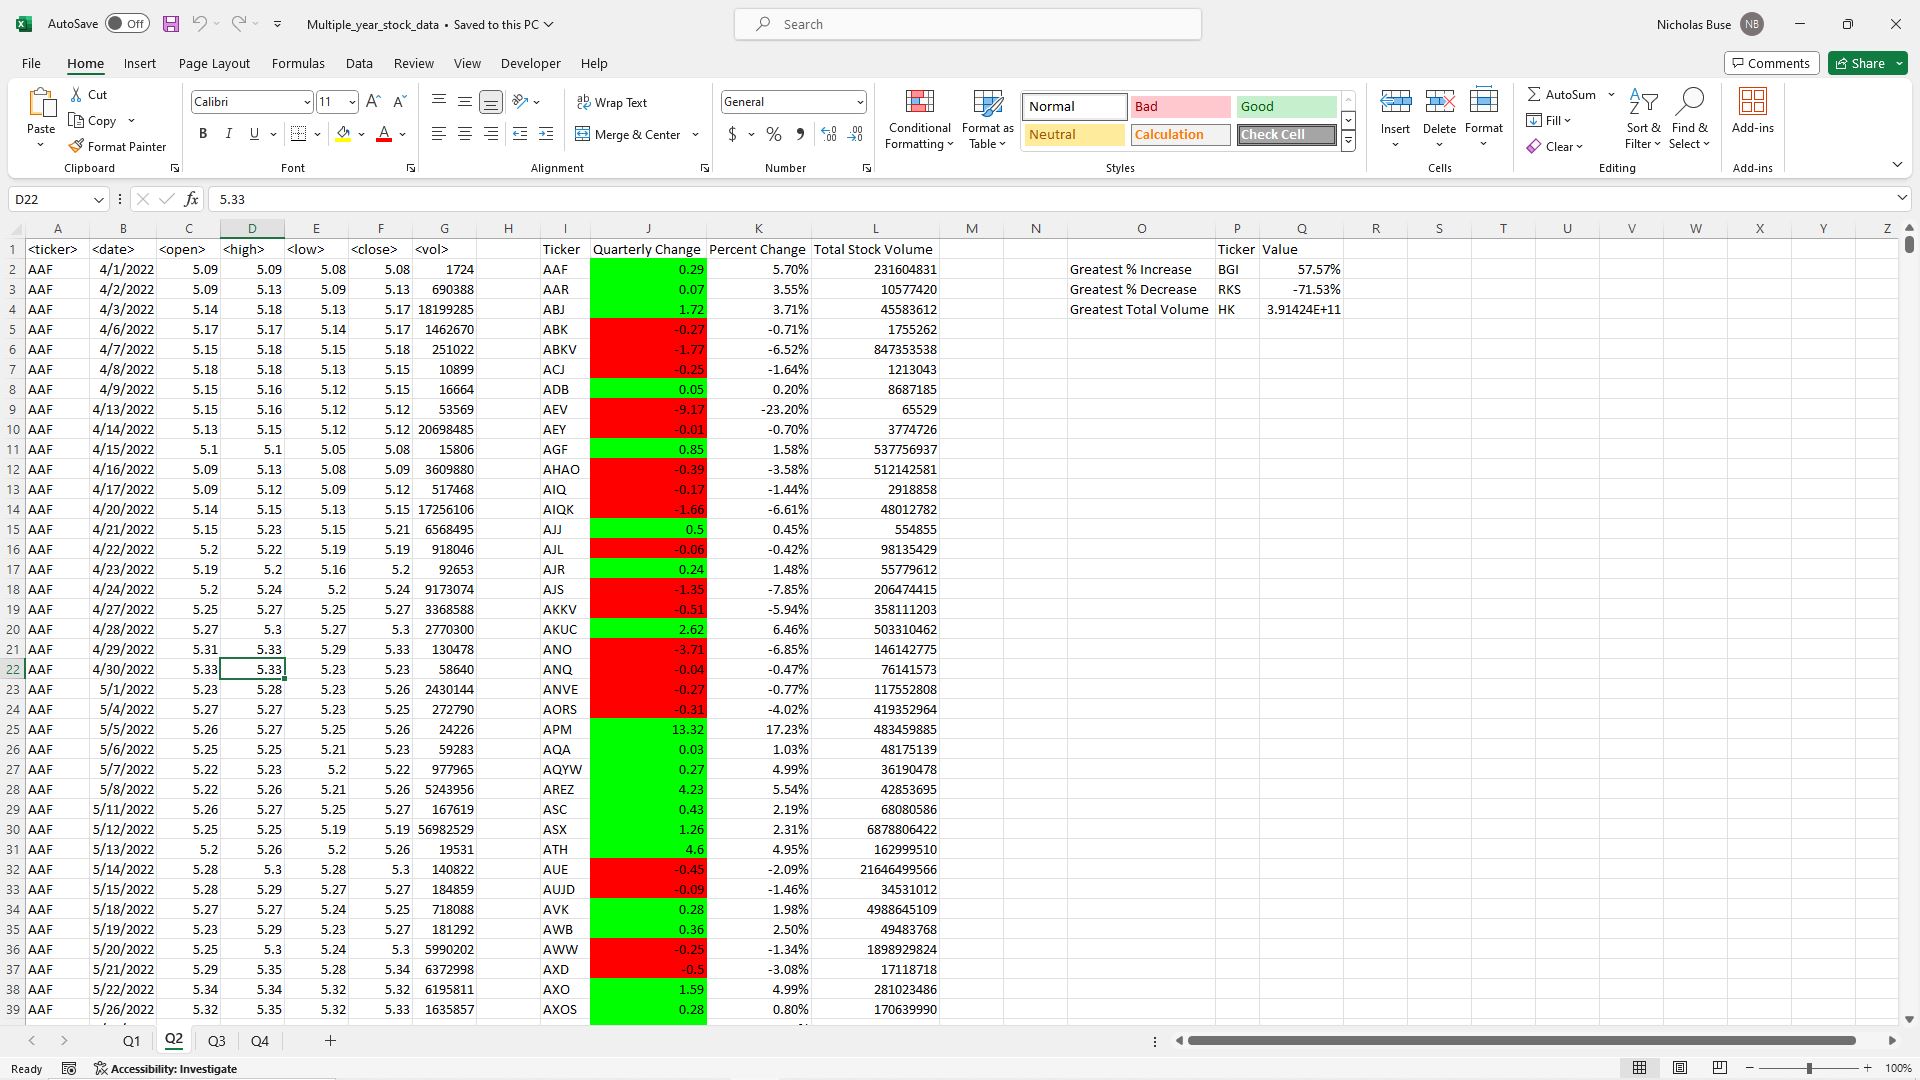 AutoSave Off Multiple_year_stock_data • Saved to this PC Search Nicholas Buse NB
File Home Insert Page Layout Formulas Data Review View Developer Help Comments Share
Paste Cut Copy Format Painter Clipboard
Calibri 11 B I U A Font
Wrap Text Merge & Center Alignment
General $ % Number
Conditional Formatting Format as Table Normal Bad Good Neutral Calculation Check Cell Styles
Insert Delete Format Cells
AutoSum Fill Clear Sort & Filter Find & Select Editing
Add-ins Add-ins
D22 fx 5.33
A B C D E F G H I J K L M N O P Q R S T U V W X Y Z
1 <ticker> <date> <open> <high> <low> <close> <vol> Ticker Quarterly Change Percent Change Total Stock Volume Ticker Value
2 AAF 4/1/2022 5.09 5.09 5.08 5.08 1724 AAF 0.29 5.70% 231604831 Greatest % Increase BGI 57.57%
3 AAF 4/2/2022 5.09 5.13 5.09 5.13 690388 AAR 0.07 3.55% 10577420 Greatest % Decrease RKS -71.53%
4 AAF 4/3/2022 5.14 5.18 5.13 5.17 18199285 ABJ 1.72 3.71% 45583612 Greatest Total Volume HK 3.91424E+11
5 AAF 4/6/2022 5.17 5.17 5.14 5.17 1462670 ABK -0.27 -0.71% 1755262
6 AAF 4/7/2022 5.15 5.18 5.15 5.18 251022 ABKV -1.77 -6.52% 847353538
7 AAF 4/8/2022 5.18 5.18 5.13 5.15 10899 ACJ -0.25 -1.64% 1213043
8 AAF 4/9/2022 5.15 5.16 5.12 5.15 16664 ADB 0.05 0.20% 8687185
9 AAF 4/13/2022 5.15 5.16 5.12 5.12 53569 AEV -9.17 -23.20% 65529
10 AAF 4/14/2022 5.13 5.15 5.12 5.12 20698485 AEY -0.01 -0.70% 3774726
11 AAF 4/15/2022 5.1 5.1 5.05 5.08 15806 AGF 0.85 1.58% 537756937
12 AAF 4/16/2022 5.09 5.13 5.08 5.09 3609880 AHAO -0.39 -3.58% 512142581
13 AAF 4/17/2022 5.09 5.12 5.09 5.12 517468 AIQ -0.17 -1.44% 2918858
14 AAF 4/20/2022 5.14 5.15 5.13 5.15 17256106 AIQK -1.66 -6.61% 48012782
15 AAF 4/21/2022 5.15 5.23 5.15 5.21 6568495 AJJ 0.5 0.45% 554855
16 AAF 4/22/2022 5.2 5.22 5.19 5.19 918046 AJL -0.06 -0.42% 98135429
17 AAF 4/23/2022 5.19 5.2 5.16 5.2 92653 AJR 0.24 1.48% 55779612
18 AAF 4/24/2022 5.2 5.24 5.2 5.24 9173074 AJS -1.35 -7.85% 206474415
19 AAF 4/27/2022 5.25 5.27 5.25 5.27 3368588 AKKV -0.51 -5.94% 358111203
20 AAF 4/28/2022 5.27 5.3 5.27 5.3 2770300 AKUC 2.62 6.46% 503310462
21 AAF 4/29/2022 5.31 5.33 5.29 5.33 130478 ANO -3.71 -6.85% 146142775
22 AAF 4/30/2022 5.33 5.33 5.23 5.23 58640 ANQ -0.04 -0.47% 76141573
23 AAF 5/1/2022 5.23 5.28 5.23 5.26 2430144 ANVE -0.27 -0.77% 117552808
24 AAF 5/4/2022 5.27 5.27 5.23 5.25 272790 AORS -0.31 -4.02% 419352964
25 AAF 5/5/2022 5.26 5.27 5.25 5.26 24226 APM 13.32 17.23% 483459885
26 AAF 5/6/2022 5.25 5.25 5.21 5.23 59283 AQA 0.03 1.03% 48175139
27 AAF 5/7/2022 5.22 5.23 5.2 5.22 977965 AQYW 0.27 4.99% 36190478
28 AAF 5/8/2022 5.22 5.26 5.21 5.26 5243956 AREZ 4.23 5.54% 42853695
29 AAF 5/11/2022 5.26 5.27 5.25 5.27 167619 ASC 0.43 2.19% 68080586
30 AAF 5/12/2022 5.25 5.25 5.19 5.19 56982529 ASX 1.26 2.31% 6878806422
31 AAF 5/13/2022 5.2 5.26 5.2 5.26 19531 ATH 4.6 4.95% 162999510
32 AAF 5/14/2022 5.28 5.3 5.28 5.3 140822 AUE -0.45 -2.09% 21646499566
33 AAF 5/15/2022 5.28 5.29 5.27 5.27 184859 AUJD -0.09 -1.46% 34531012
34 AAF 5/18/2022 5.27 5.27 5.24 5.25 718088 AVK 0.28 1.98% 4988645109
35 AAF 5/19/2022 5.23 5.29 5.23 5.27 181292 AWB 0.36 2.50% 49483768
36 AAF 5/20/2022 5.25 5.3 5.24 5.3 5990202 AWW -0.25 -1.34% 1898929824
37 AAF 5/21/2022 5.29 5.35 5.28 5.34 6372998 AXD -0.5 -3.08% 17118718
38 AAF 5/22/2022 5.34 5.34 5.32 5.32 6195811 AXO 1.59 4.99% 281023486
39 AAF 5/26/2022 5.32 5.35 5.32 5.33 1635857 AXOS 0.28 0.80% 170639990
Q1 Q2 Q3 Q4
Ready Accessibility: Investigate 100%